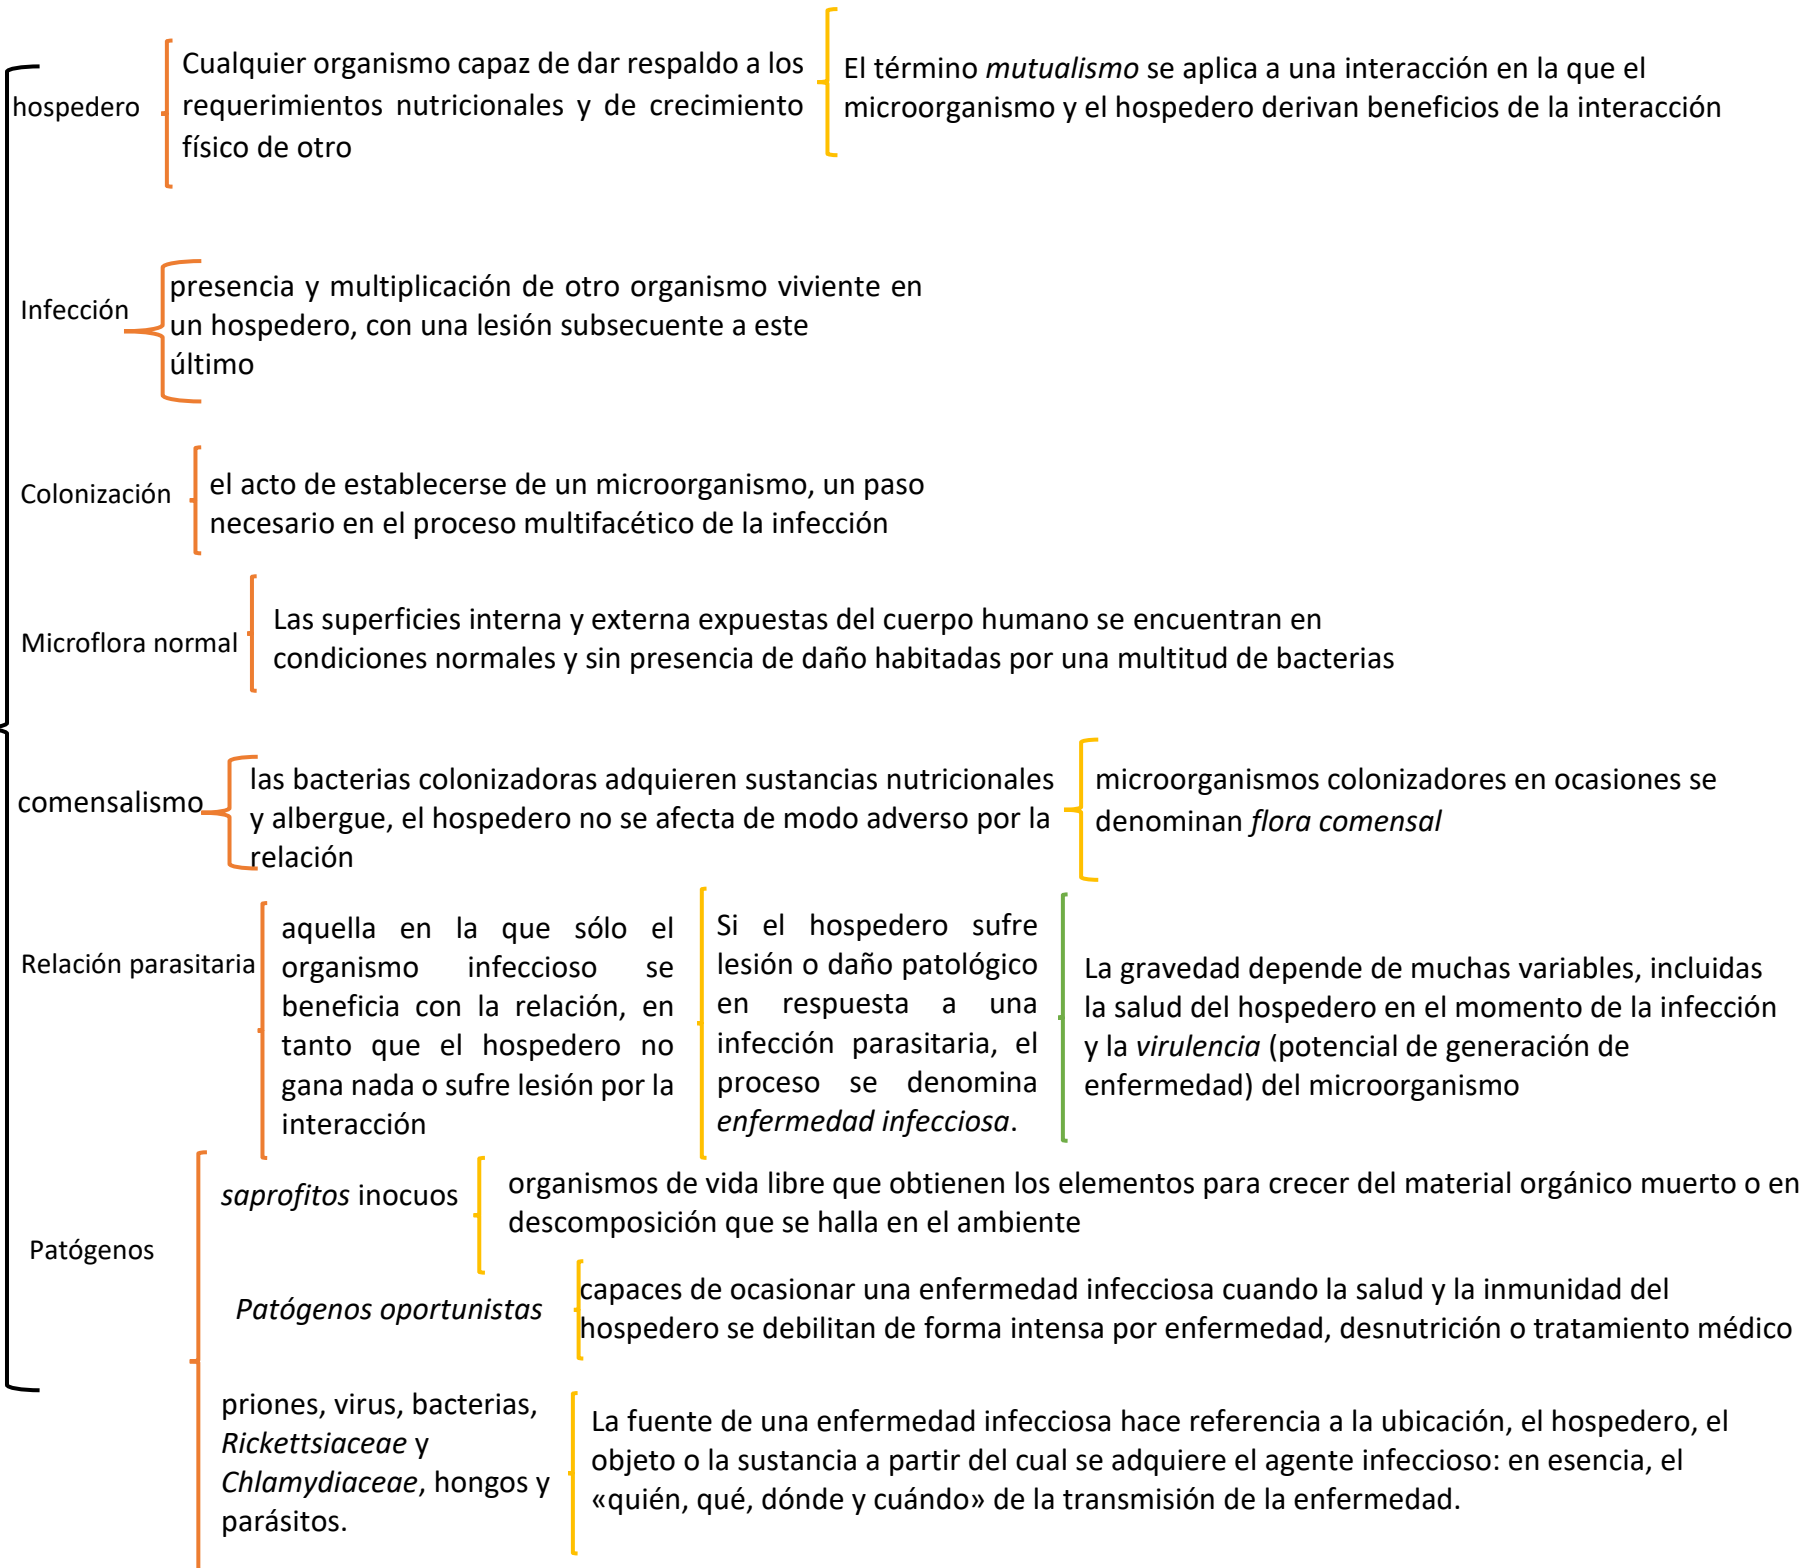 hospedero
Cualquier organismo capaz de dar respaldo a los
requerimientos nutricionales y de crecimiento
físico de otro
El término mutualismo se aplica a una interacción en la que el
microorganismo y el hospedero derivan beneficios de la interacción
Infección
presencia y multiplicación de otro organismo viviente en
un hospedero, con una lesión subsecuente a este
último
Colonización
el acto de establecerse de un microorganismo, un paso
necesario en el proceso multifacético de la infección
Microflora normal
Las superficies interna y externa expuestas del cuerpo humano se encuentran en
condiciones normales y sin presencia de daño habitadas por una multitud de bacterias
comensalismo
las bacterias colonizadoras adquieren sustancias nutricionales
y albergue, el hospedero no se afecta de modo adverso por la
relación
microorganismos colonizadores en ocasiones se
denominan flora comensal
Relación parasitaria
aquella en la que sólo el
organismo infeccioso se
beneficia con la relación, en
tanto que el hospedero no
gana nada o sufre lesión por la
interacción
Si el hospedero sufre
lesión o daño patológico
en respuesta a una
infección parasitaria, el
proceso se denomina
enfermedad infecciosa.
La gravedad depende de muchas variables, incluidas
la salud del hospedero en el momento de la infección
y la virulencia (potencial de generación de
enfermedad) del microorganismo
Patógenos
saprofitos inocuos
organismos de vida libre que obtienen los elementos para crecer del material orgánico muerto o en
descomposición que se halla en el ambiente
Patógenos oportunistas
capaces de ocasionar una enfermedad infecciosa cuando la salud y la inmunidad del
hospedero se debilitan de forma intensa por enfermedad, desnutrición o tratamiento médico
priones, virus, bacterias,
Rickettsiaceae y
Chlamydiaceae, hongos y
parásitos.
La fuente de una enfermedad infecciosa hace referencia a la ubicación, el hospedero, el
objeto o la sustancia a partir del cual se adquiere el agente infeccioso: en esencia, el
«quién, qué, dónde y cuándo» de la transmisión de la enfermedad.